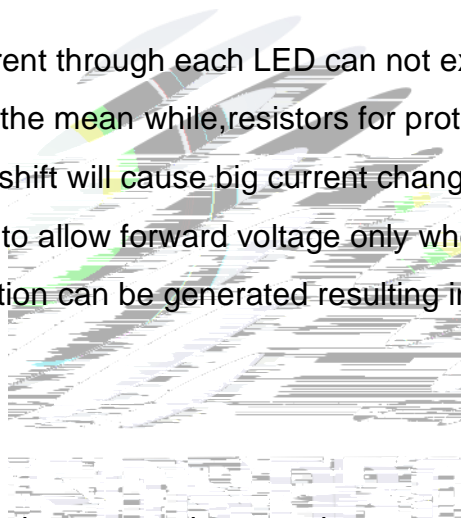 rent through each LED can not ex
the mean while,resistors for prot
shift will cause big current chang
to allow forward voltage only wh
tion can be generated resulting i